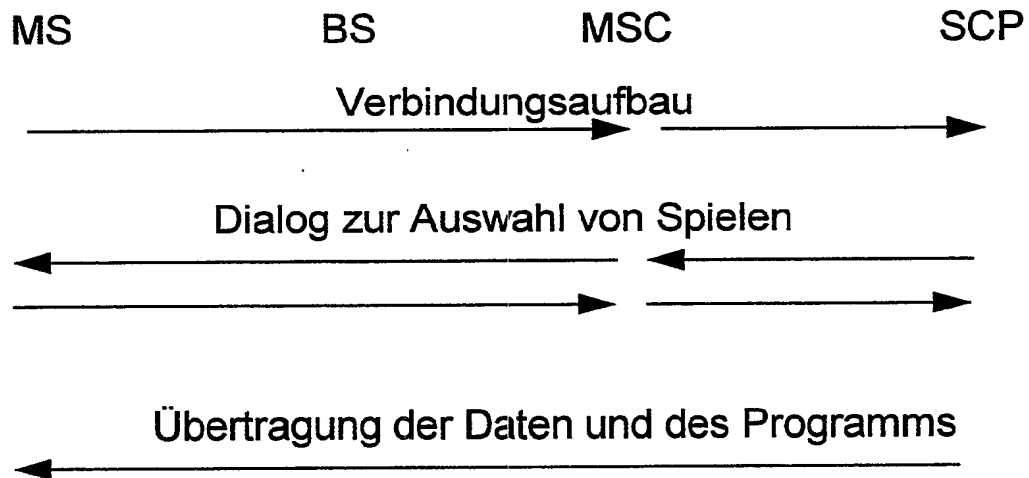 MS BS MSC SCP
Verbindungsaufbau
Dialog zur Auswahl von Spielen
Übertragung der Daten und des Programms